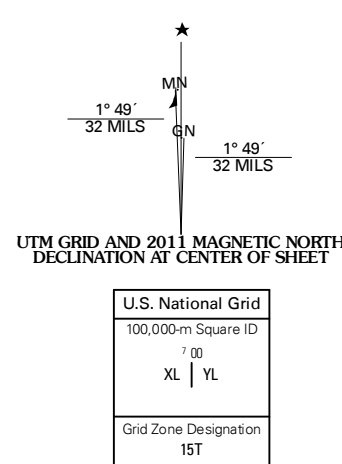 ★
MN
1° 49´
32 MILS
GN
1° 49´
32 MILS
UTM GRID AND 2011 MAGNETIC NORTH
DECLINATION AT CENTER OF SHEET
U.S. National Grid
100,000-m Square ID
7 00
XL | YL
Grid Zone Designation
15T